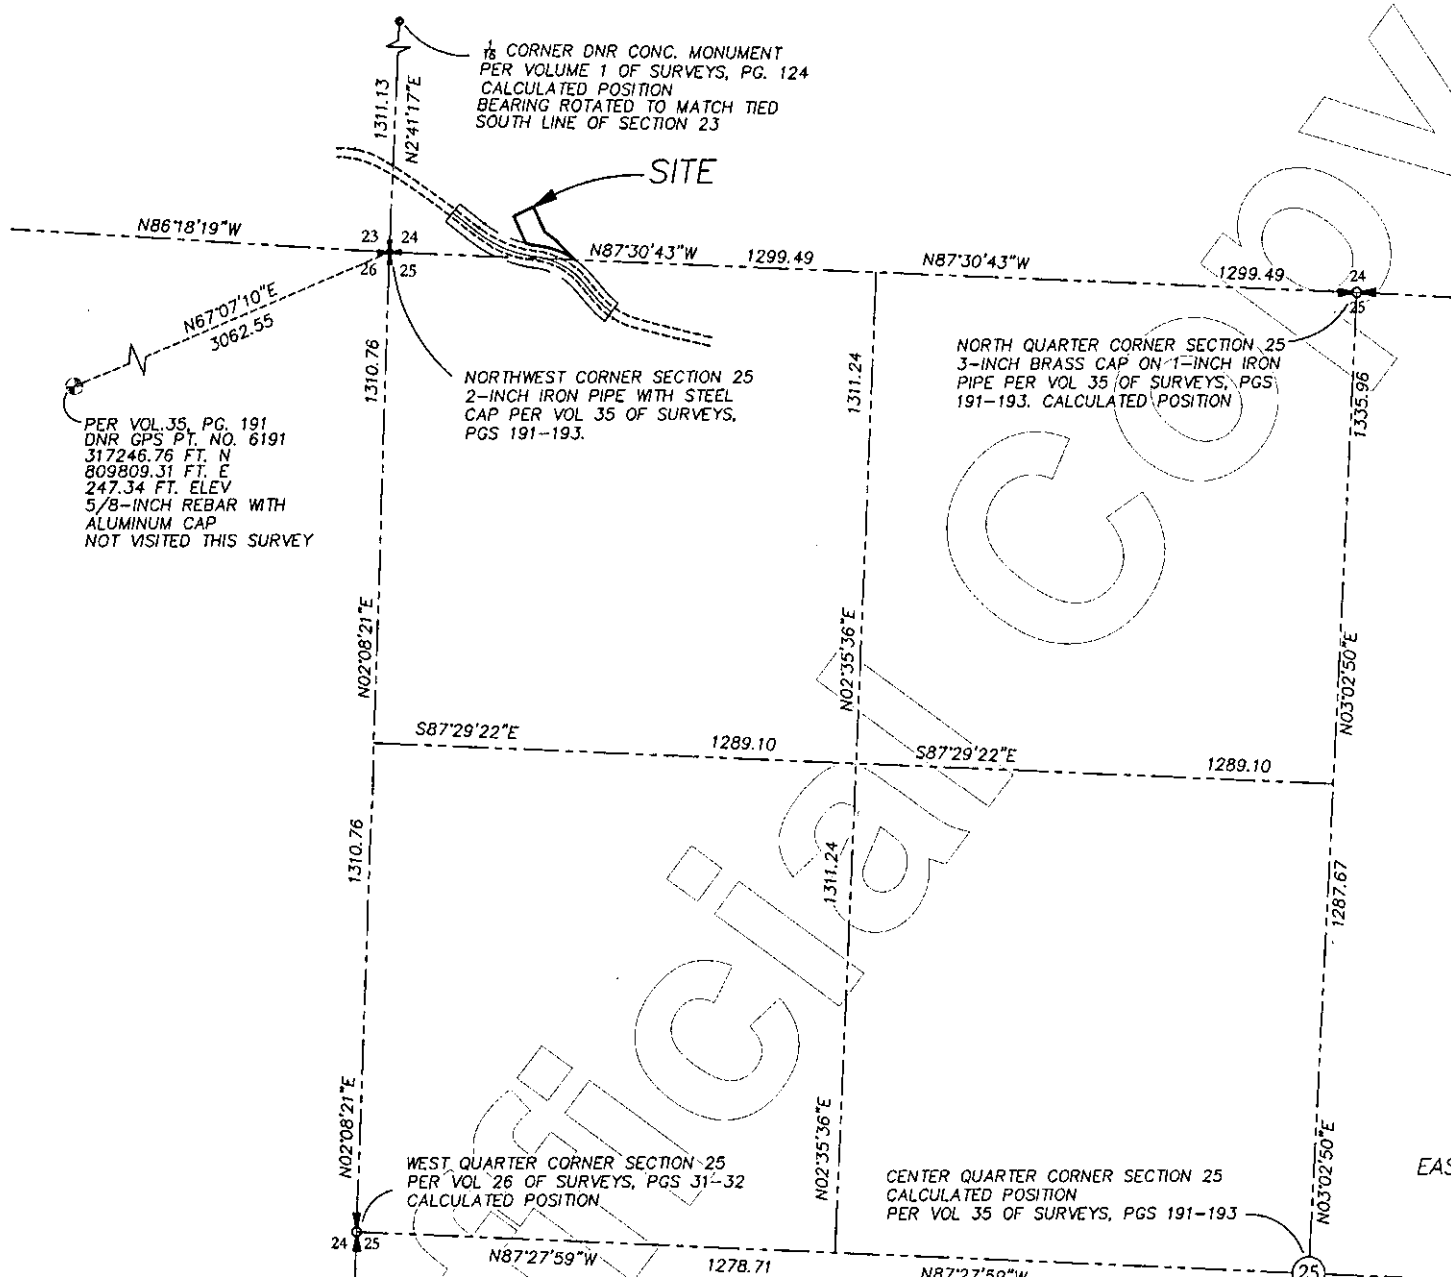 1/16 CORNER DNR CONC. MONUMENT
PER VOLUME 1 OF SURVEYS, PG. 124
CALCULATED POSITION
BEARING ROTATED TO MATCH TIED
SOUTH LINE OF SECTION 23
1311.13
N2°41'17"E
SITE
N86°18'19"W
23 24
26 25
N87°30'43"W 1299.49
N87°30'43"W
1299.49
24
25
N67°07'10"E
3062.55
PER VOL.35, PG. 191
DNR GPS PT. NO. 6191
317246.76 FT. N
809809.31 FT. E
247.34 FT. ELEV
5/8-INCH REBAR WITH
ALUMINUM CAP
NOT VISITED THIS SURVEY
1310.76
NORTHWEST CORNER SECTION 25
2-INCH IRON PIPE WITH STEEL
CAP PER VOL 35 OF SURVEYS,
PGS 191-193.
1311.24
NORTH QUARTER CORNER SECTION 25
3-INCH BRASS CAP ON 1-INCH IRON
PIPE PER VOL 35 OF SURVEYS, PGS
191-193. CALCULATED POSITION
1335.96
N02°08'21"E
N02°35'36"E
N03°02'50"E
S87°29'22"E
1289.10
S87°29'22"E
1289.10
1310.76
1311.24
1287.67
N02°08'21"E
N02°35'36"E
N03°02'50"E
WEST QUARTER CORNER SECTION 25
PER VOL 26 OF SURVEYS, PGS 31-32
CALCULATED POSITION
CENTER QUARTER CORNER SECTION 25
CALCULATED POSITION
PER VOL 35 OF SURVEYS, PGS 191-193
EAS
24 25
N87°27'59"W
1278.71
N87°27'59"W
25
fficial Copy